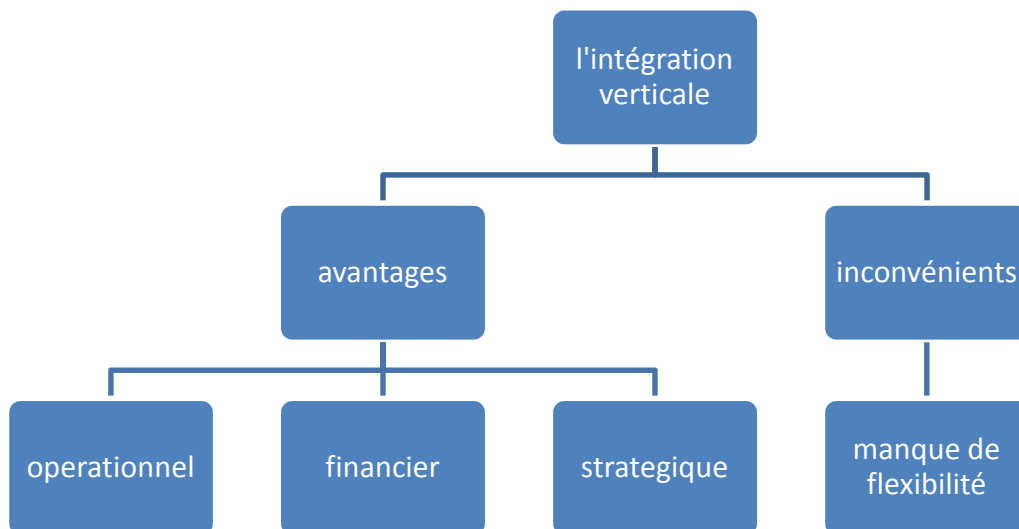 l'intégration
verticale
avantages
inconvénients
operationnel
financier
strategique
manque de
flexibilité